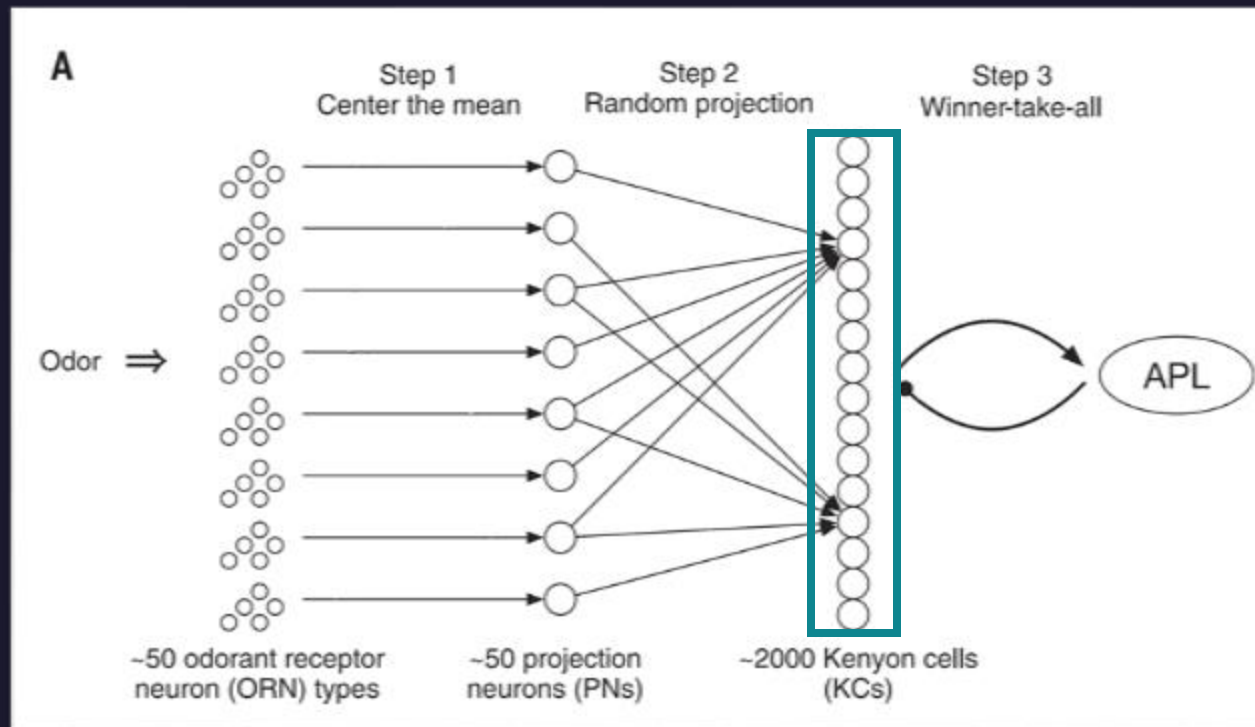 A
Step 1
Center the mean
Step 2
Random projection
Step 3
Winner-take-all
Odor ⇒
APL
~50 odorant receptor
neuron (ORN) types
~50 projection
neurons (PNs)
~2000 Kenyon cells
(KCs)